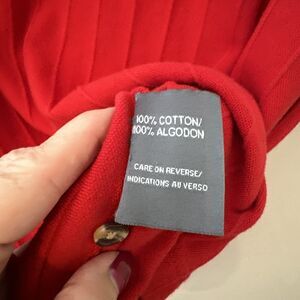 100% COTTON/
100% ALGODON
CARE ON REVERSE/
INDICATIONS AU VERSO